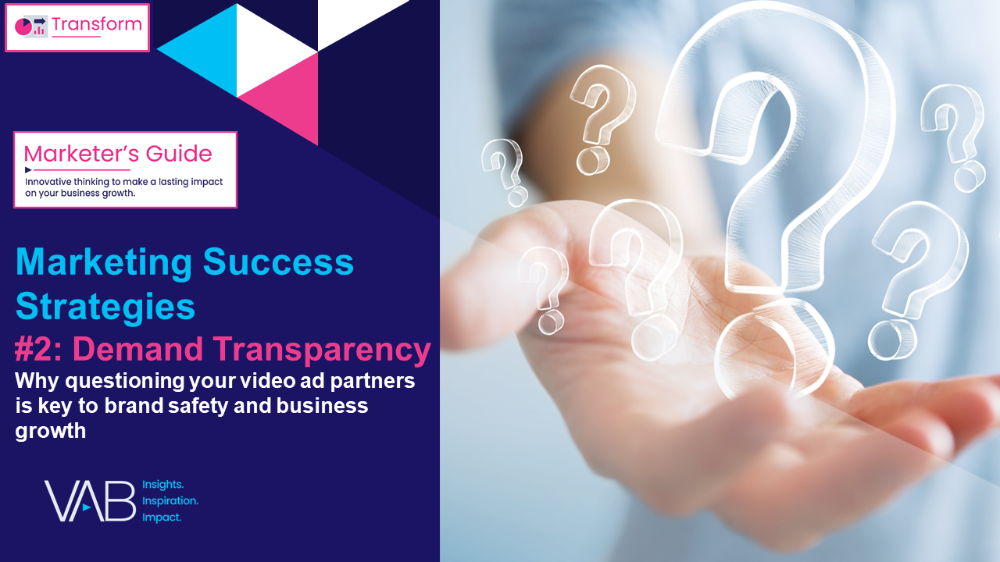 Transform
Marketer's Guide
Innovative thinking to make a lasting impact
on your business growth.
Marketing Success
Strategies
#2: Demand Transparency
Why questioning your video ad partners
is key to brand safety and business
growth
VAB
Insights.
Inspiration.
Impact.
? ? ? ? ? ? ?